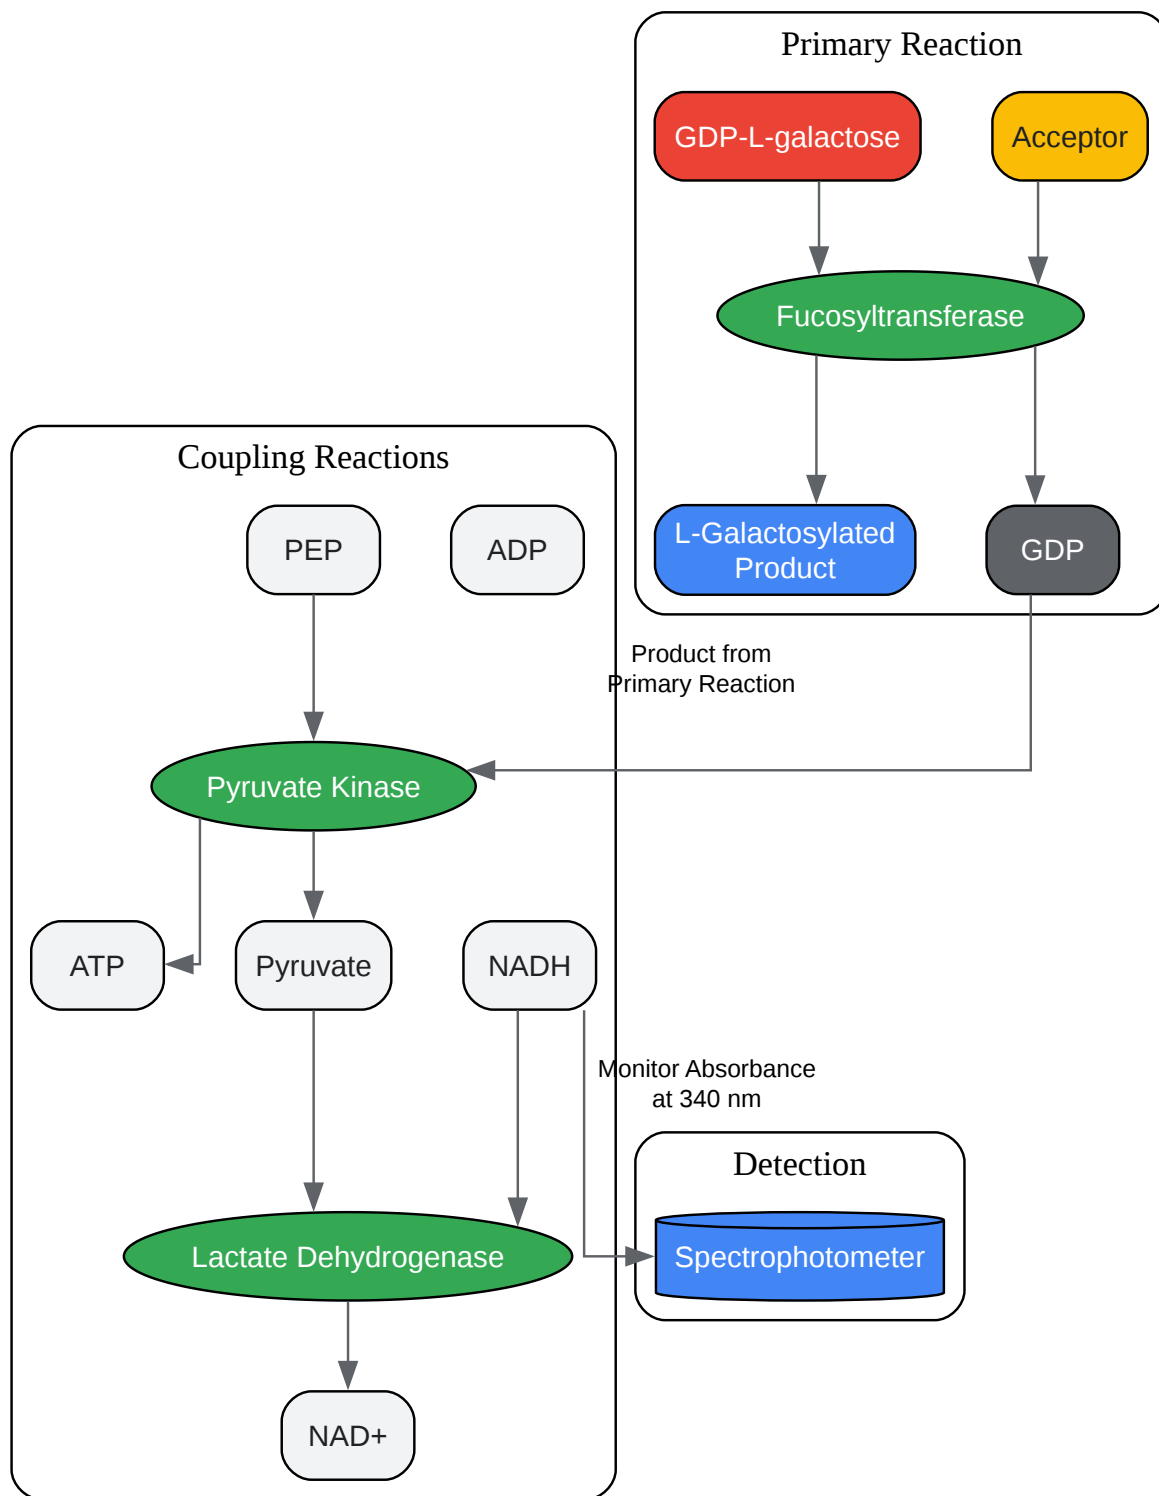 Primary Reaction
GDP-L-galactose
Acceptor
Fucosyltransferase
L-Galactosylated
Product
GDP
Coupling Reactions
PEP
ADP
Product from
Primary Reaction
Pyruvate Kinase
ATP
Pyruvate
NADH
Monitor Absorbance
at 340 nm
Detection
Lactate Dehydrogenase
Spectrophotometer
NAD+